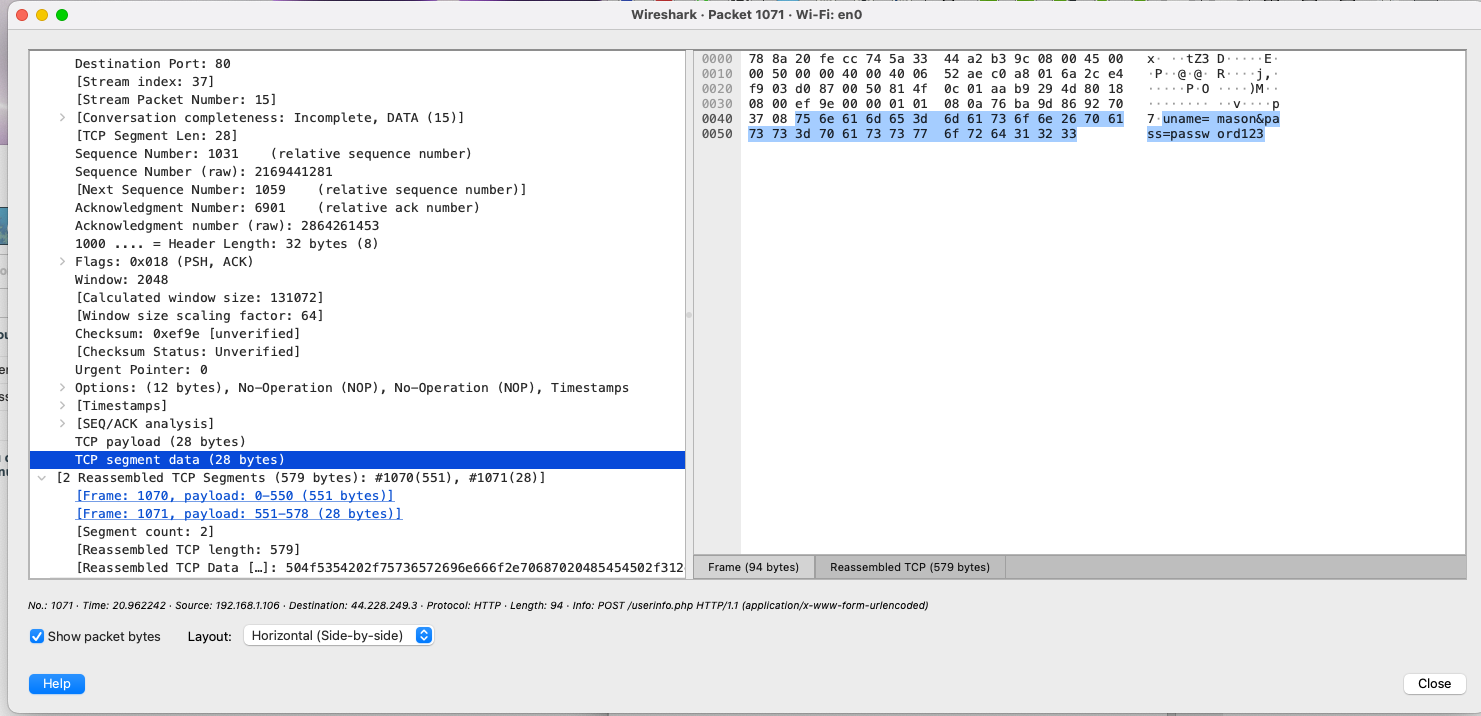 Wireshark · Packet 1071 · Wi-Fi: en0
Destination Port: 80
[Stream index: 37]
[Stream Packet Number: 15]
[Conversation completeness: Incomplete, DATA (15)]
[TCP Segment Len: 28]
Sequence Number: 1031    (relative sequence number)
Sequence Number (raw): 2169441281
[Next Sequence Number: 1059    (relative sequence number)]
Acknowledgment Number: 6901    (relative ack number)
Acknowledgment number (raw): 2864261453
1000 .... = Header Length: 32 bytes (8)
Flags: 0x018 (PSH, ACK)
Window: 2048
[Calculated window size: 131072]
[Window size scaling factor: 64]
Checksum: 0xef9e [unverified]
[Checksum Status: Unverified]
Urgent Pointer: 0
Options: (12 bytes), No-Operation (NOP), No-Operation (NOP), Timestamps
[Timestamps]
[SEQ/ACK analysis]
TCP payload (28 bytes)
TCP segment data (28 bytes)
[2 Reassembled TCP Segments (579 bytes): #1070(551), #1071(28)]
[Frame: 1070, payload: 0-550 (551 bytes)]
[Frame: 1071, payload: 551-578 (28 bytes)]
[Segment count: 2]
[Reassembled TCP length: 579]
[Reassembled TCP Data […]: 504f5354202f75736572696e666f2e70687020485454502f312
0000 78 8a 20 fe cc 74 5a 33 44 a2 b3 9c 08 00 45 00 x· ··tZ3 D·····E·
0010 00 50 00 00 40 00 40 06 52 ae c0 a8 01 6a 2c e4 ·P··@·@· R····j,·
0020 f9 03 d0 87 00 50 81 4f 0c 01 aa b9 29 4d 80 18 ·····P·O ····)M··
0030 08 00 ef 9e 00 00 01 01 08 0a 76 ba 9d 86 92 70 ········ ··v····p
0040 37 08 75 6e 61 6d 65 3d 6d 61 73 6f 6e 26 70 61 7·uname= mason&pa
0050 73 73 3d 70 61 73 73 77 6f 72 64 31 32 33 ss=passw ord123
Frame (94 bytes)
Reassembled TCP (579 bytes)
No.: 1071 · Time: 20.962242 · Source: 192.168.1.106 · Destination: 44.228.249.3 · Protocol: HTTP · Length: 94 · Info: POST /userinfo.php HTTP/1.1 (application/x-www-form-urlencoded)
Show packet bytes
Layout: Horizontal (Side-by-side)
Help
Close